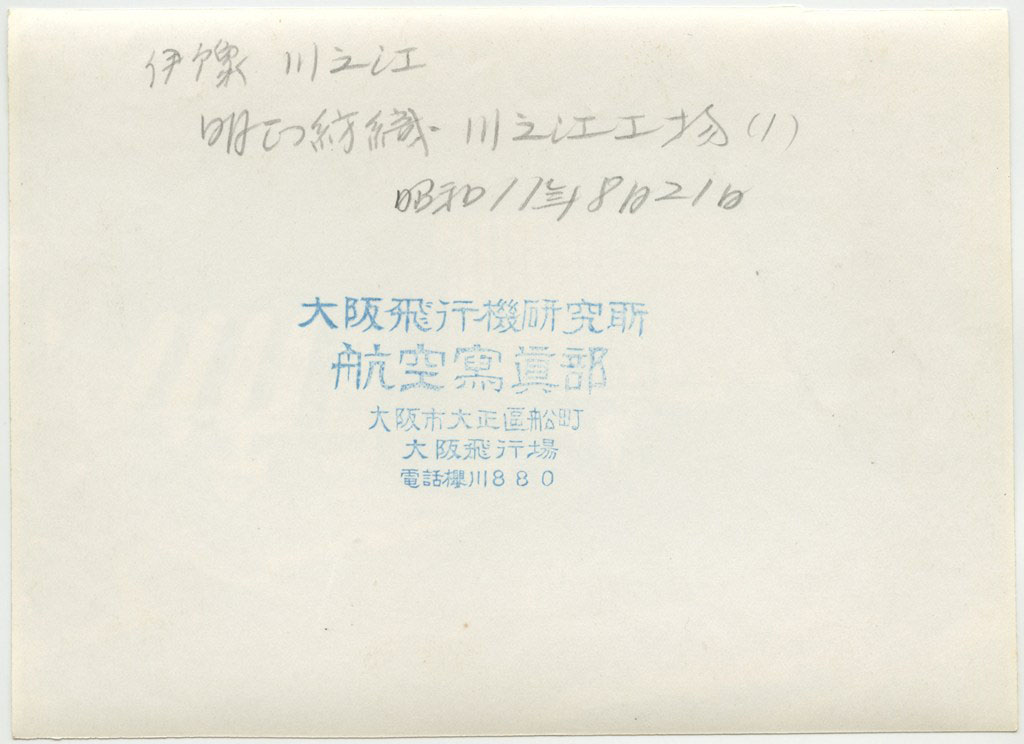 伊豫 川之江
明正紡織 川之江工場(1)
昭和11年8月21日
大阪飛行機研究所
航空寫眞部
大阪市大正區船町
大阪飛行場
電話櫻川880